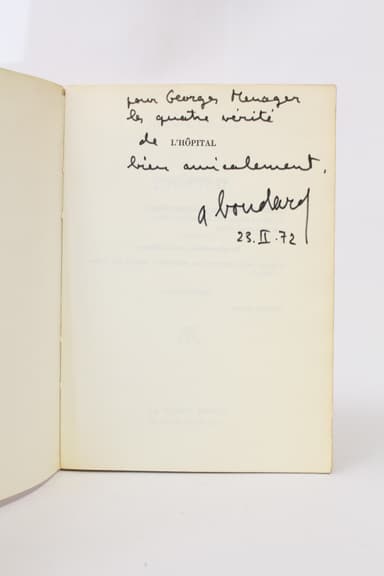 pour Georges Menager
les quatre vérité
de L'HÔPITAL
bien amicalement,
a boudard
23.II.72